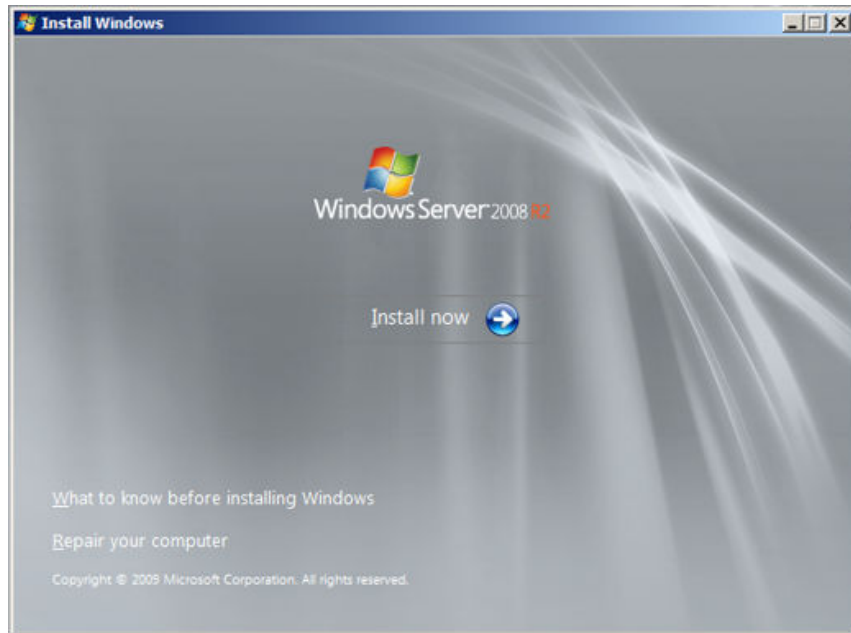 Install Windows
Windows Server 2008 R2
Install now
What to know before installing Windows
Repair your computer
Copyright © 2009 Microsoft Corporation. All rights reserved.